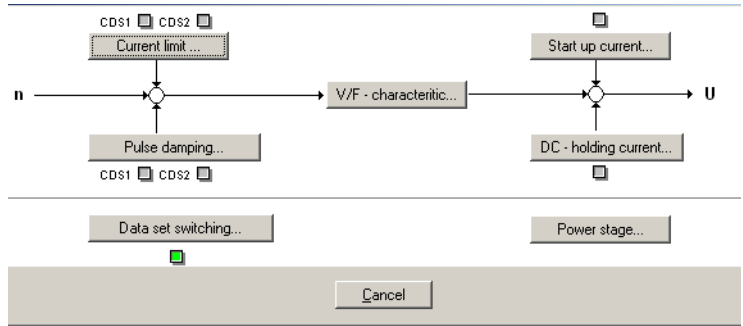 CDS1 CDS2
Current limit ...
Start up current...
n
V/F - characteritic...
U
Pulse damping...
DC - holding current...
CDS1 CDS2
Data set switching...
Power stage...
Cancel